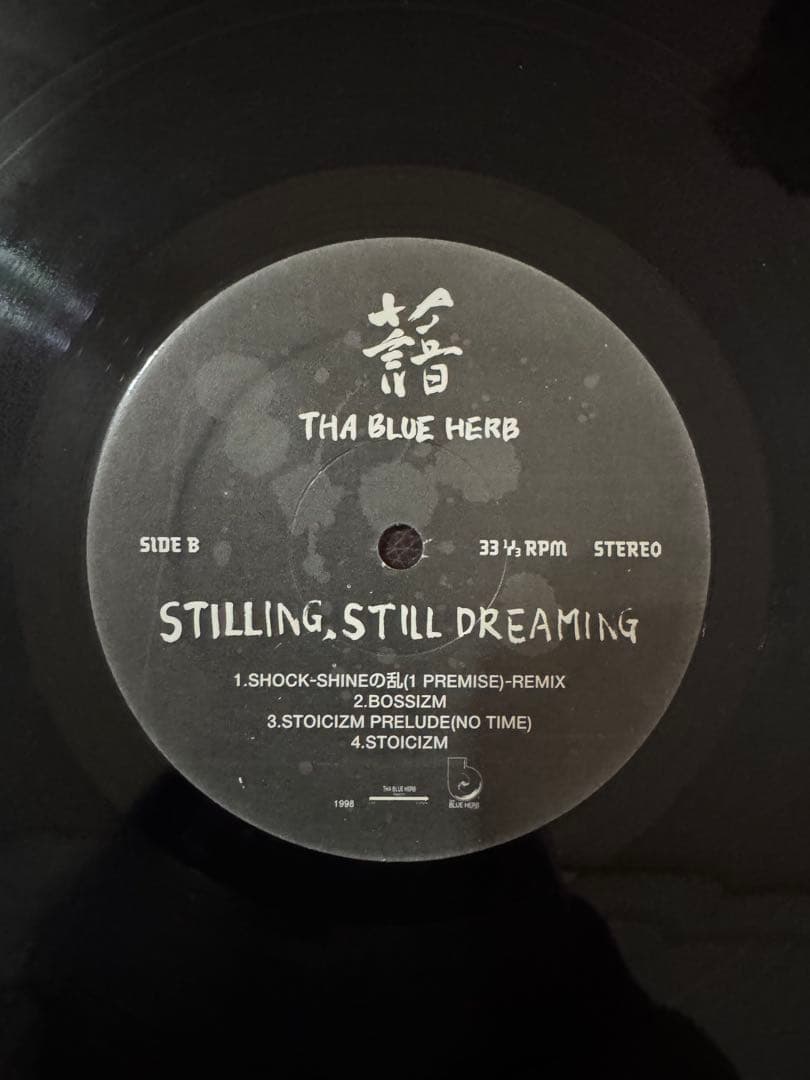 THA BLUE HERB
SIDE B
33 1/3 RPM STEREO
STILLING, STILL DREAMING
1.SHOCK-SHINEの乱(1 PREMISE)-REMIX
2.BOSSIZM
3.STOICIZM PRELUDE(NO TIME)
4.STOICIZM
1998
THA BLUE HERB
BLUE HERB